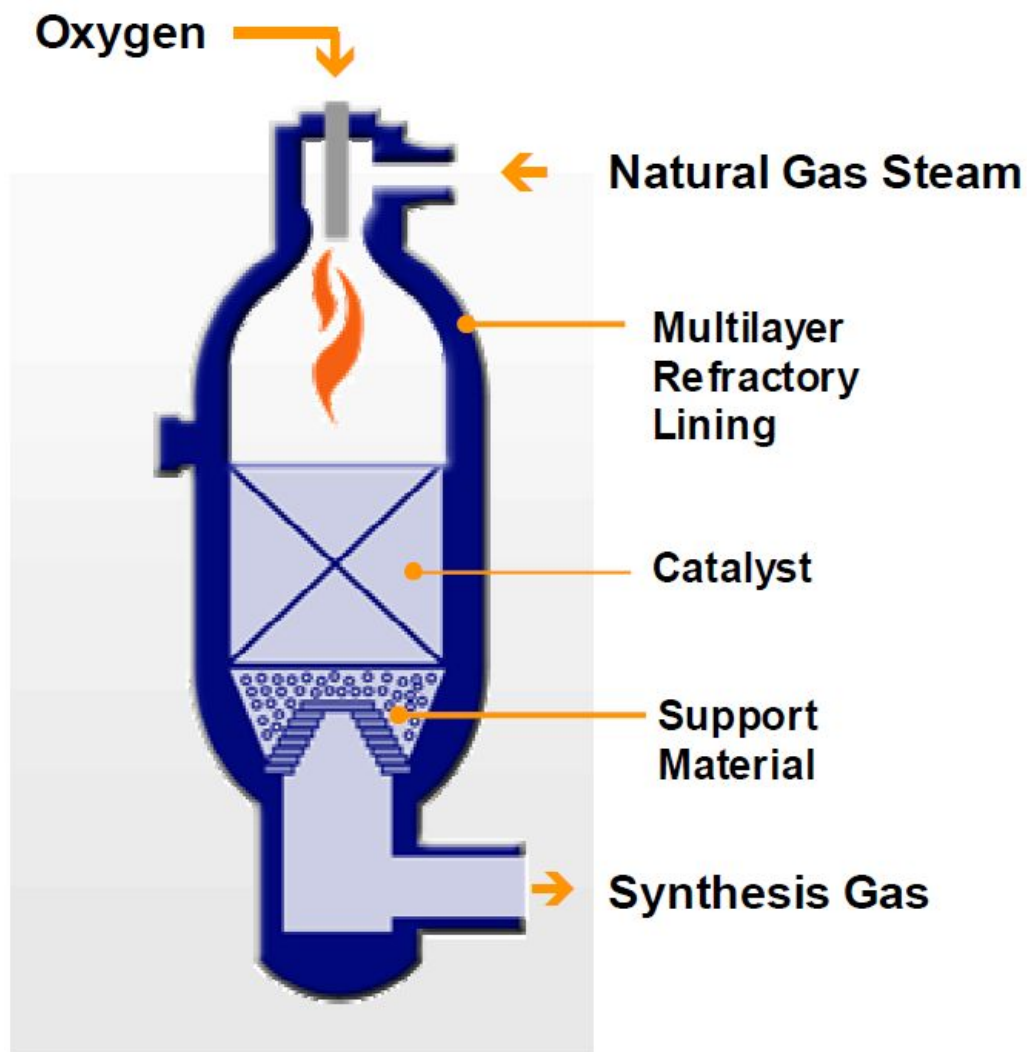 Oxygen
Natural Gas Steam
Multilayer
Refractory
Lining
Catalyst
Support
Material
Synthesis Gas